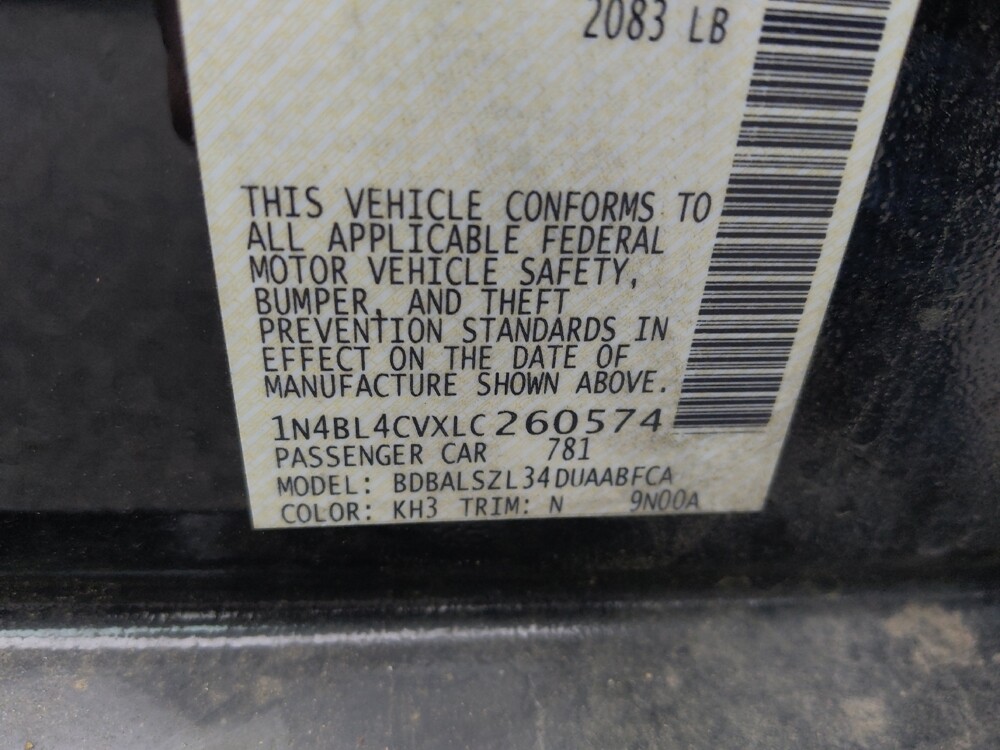 2083 LB
THIS VEHICLE CONFORMS TO
ALL APPLICABLE FEDERAL
MOTOR VEHICLE SAFETY,
BUMPER, AND THEFT
PREVENTION STANDARDS IN
EFFECT ON THE DATE OF
MANUFACTURE SHOWN ABOVE.
1N4BL4CVXLC260574
PASSENGER CAR 781
MODEL: BDBALSZL34DUAABFCA
COLOR: KH3 TRIM: N 9N00A